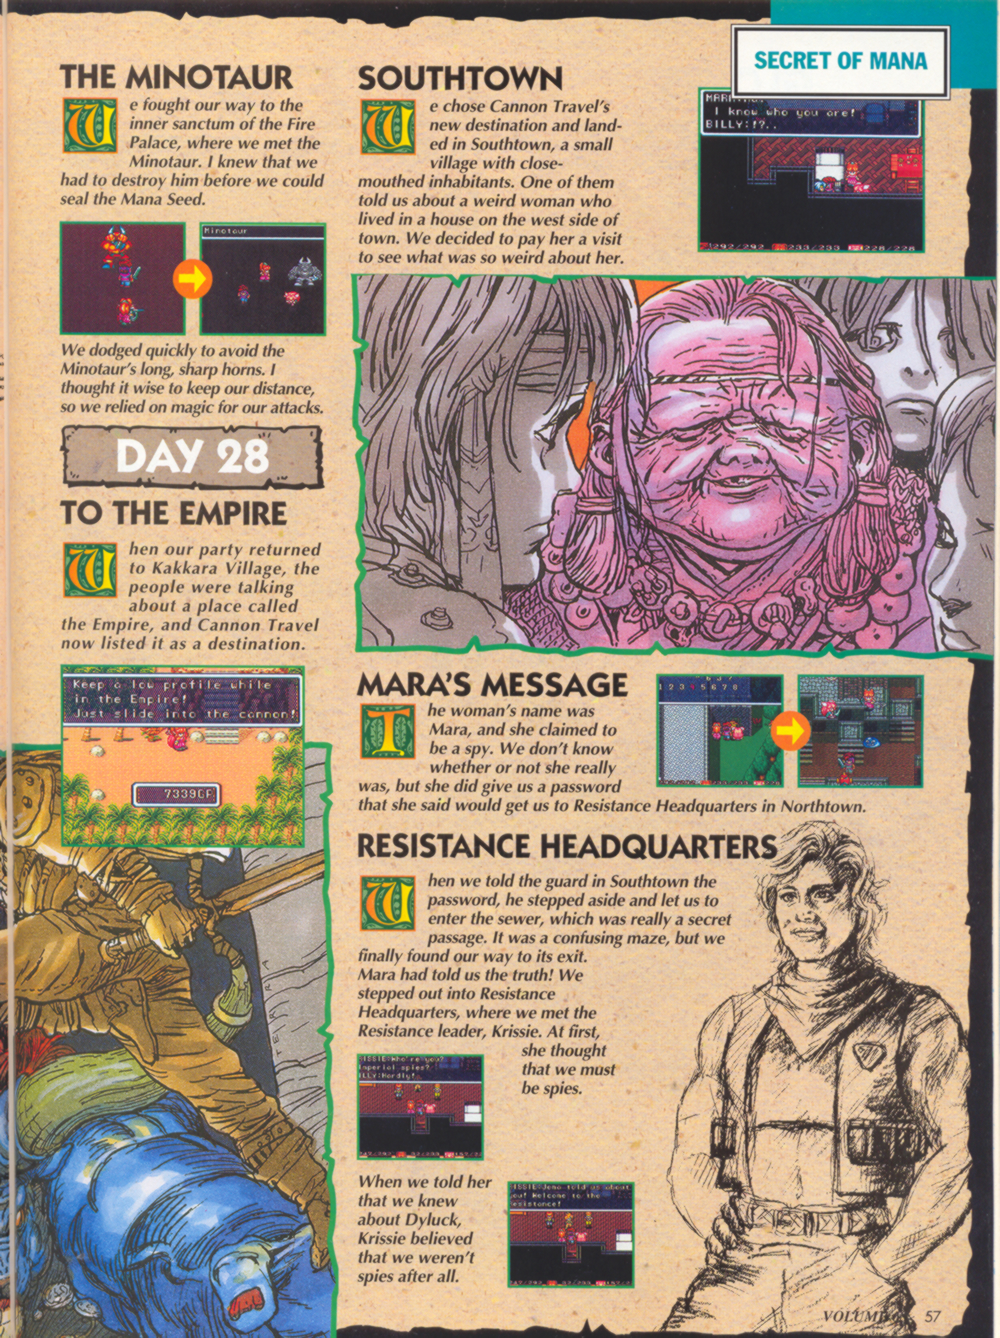 SECRET OF MANA
THE MINOTAUR
We fought our way to the
inner sanctum of the Fire
Palace, where we met the
Minotaur. I knew that we
had to destroy him before we could
seal the Mana Seed.
Minotaur
We dodged quickly to avoid the
Minotaur's long, sharp horns. I
thought it wise to keep our distance,
so we relied on magic for our attacks.
DAY 28
TO THE EMPIRE
When our party returned
to Kakkara Village, the
people were talking
about a place called
the Empire, and Cannon Travel
now listed it as a destination.
Keep a low profile while
in the Empire!
Just slide into the cannon!
7339GP
SOUTHTOWN
We chose Cannon Travel's
new destination and land-
ed in Southtown, a small
village with close-
mouthed inhabitants. One of them
told us about a weird woman who
lived in a house on the west side of
town. We decided to pay her a visit
to see what was so weird about her.
I know who you are!
BILLY:!?..
292/292 233/233 228/228
MARA'S MESSAGE
The woman's name was
Mara, and she claimed to
be a spy. We don't know
whether or not she really
was, but she did give us a password
that she said would get us to Resistance Headquarters in Northtown.
RESISTANCE HEADQUARTERS
When we told the guard in Southtown the
password, he stepped aside and let us to
enter the sewer, which was really a secret
passage. It was a confusing maze, but we
finally found our way to its exit.
Mara had told us the truth! We
stepped out into Resistance
Headquarters, where we met the
Resistance leader, Krissie. At first,
she thought
that we must
be spies.
ISSIE:Who're you?
Imperial spies?
ILLY:Hardly!
When we told her
that we knew
about Dyluck,
Krissie believed
that we weren't
spies after all.
ISSIE:Jema told us about
you! Welcome to the
resistance!
TETRA
VOLUME
57